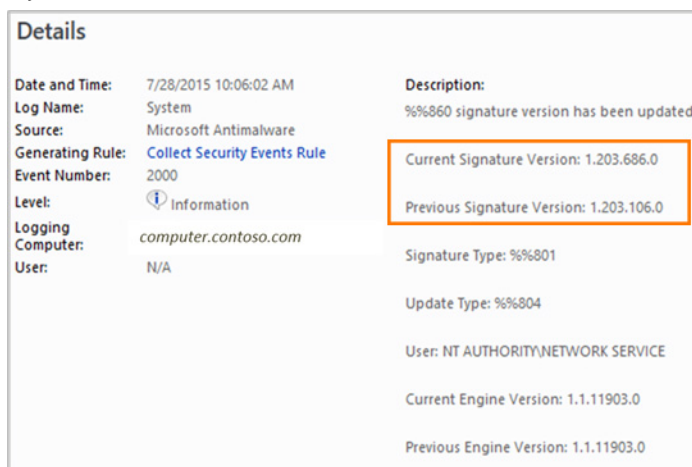 Details
Date and Time: 7/28/2015 10:06:02 AM
Log Name: System
Source: Microsoft Antimalware
Generating Rule: Collect Security Events Rule
Event Number: 2000
Level: Information
Logging Computer: computer.contoso.com
User: N/A
Description:
%%860 signature version has been updated
Current Signature Version: 1.203.686.0
Previous Signature Version: 1.203.106.0
Signature Type: %%801
Update Type: %%804
User: NT AUTHORITY\NETWORK SERVICE
Current Engine Version: 1.1.11903.0
Previous Engine Version: 1.1.11903.0